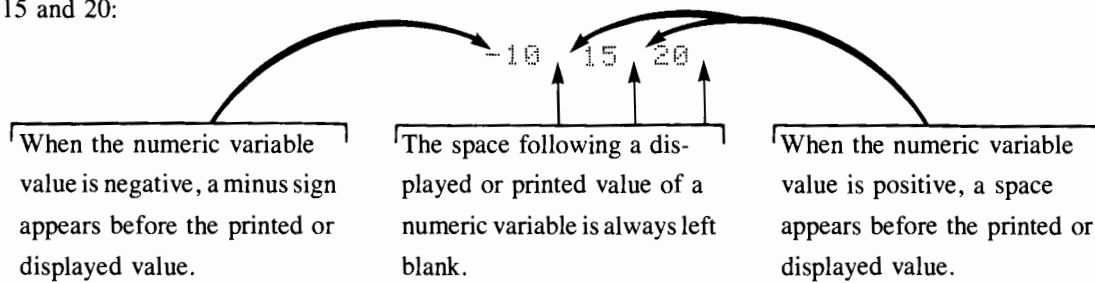 15 and 20:
-10 15 20
When the numeric variable
value is negative, a minus sign
appears before the printed or
displayed value.
The space following a dis-
played or printed value of a
numeric variable is always left
blank.
When the numeric variable
value is positive, a space
appears before the printed or
displayed value.